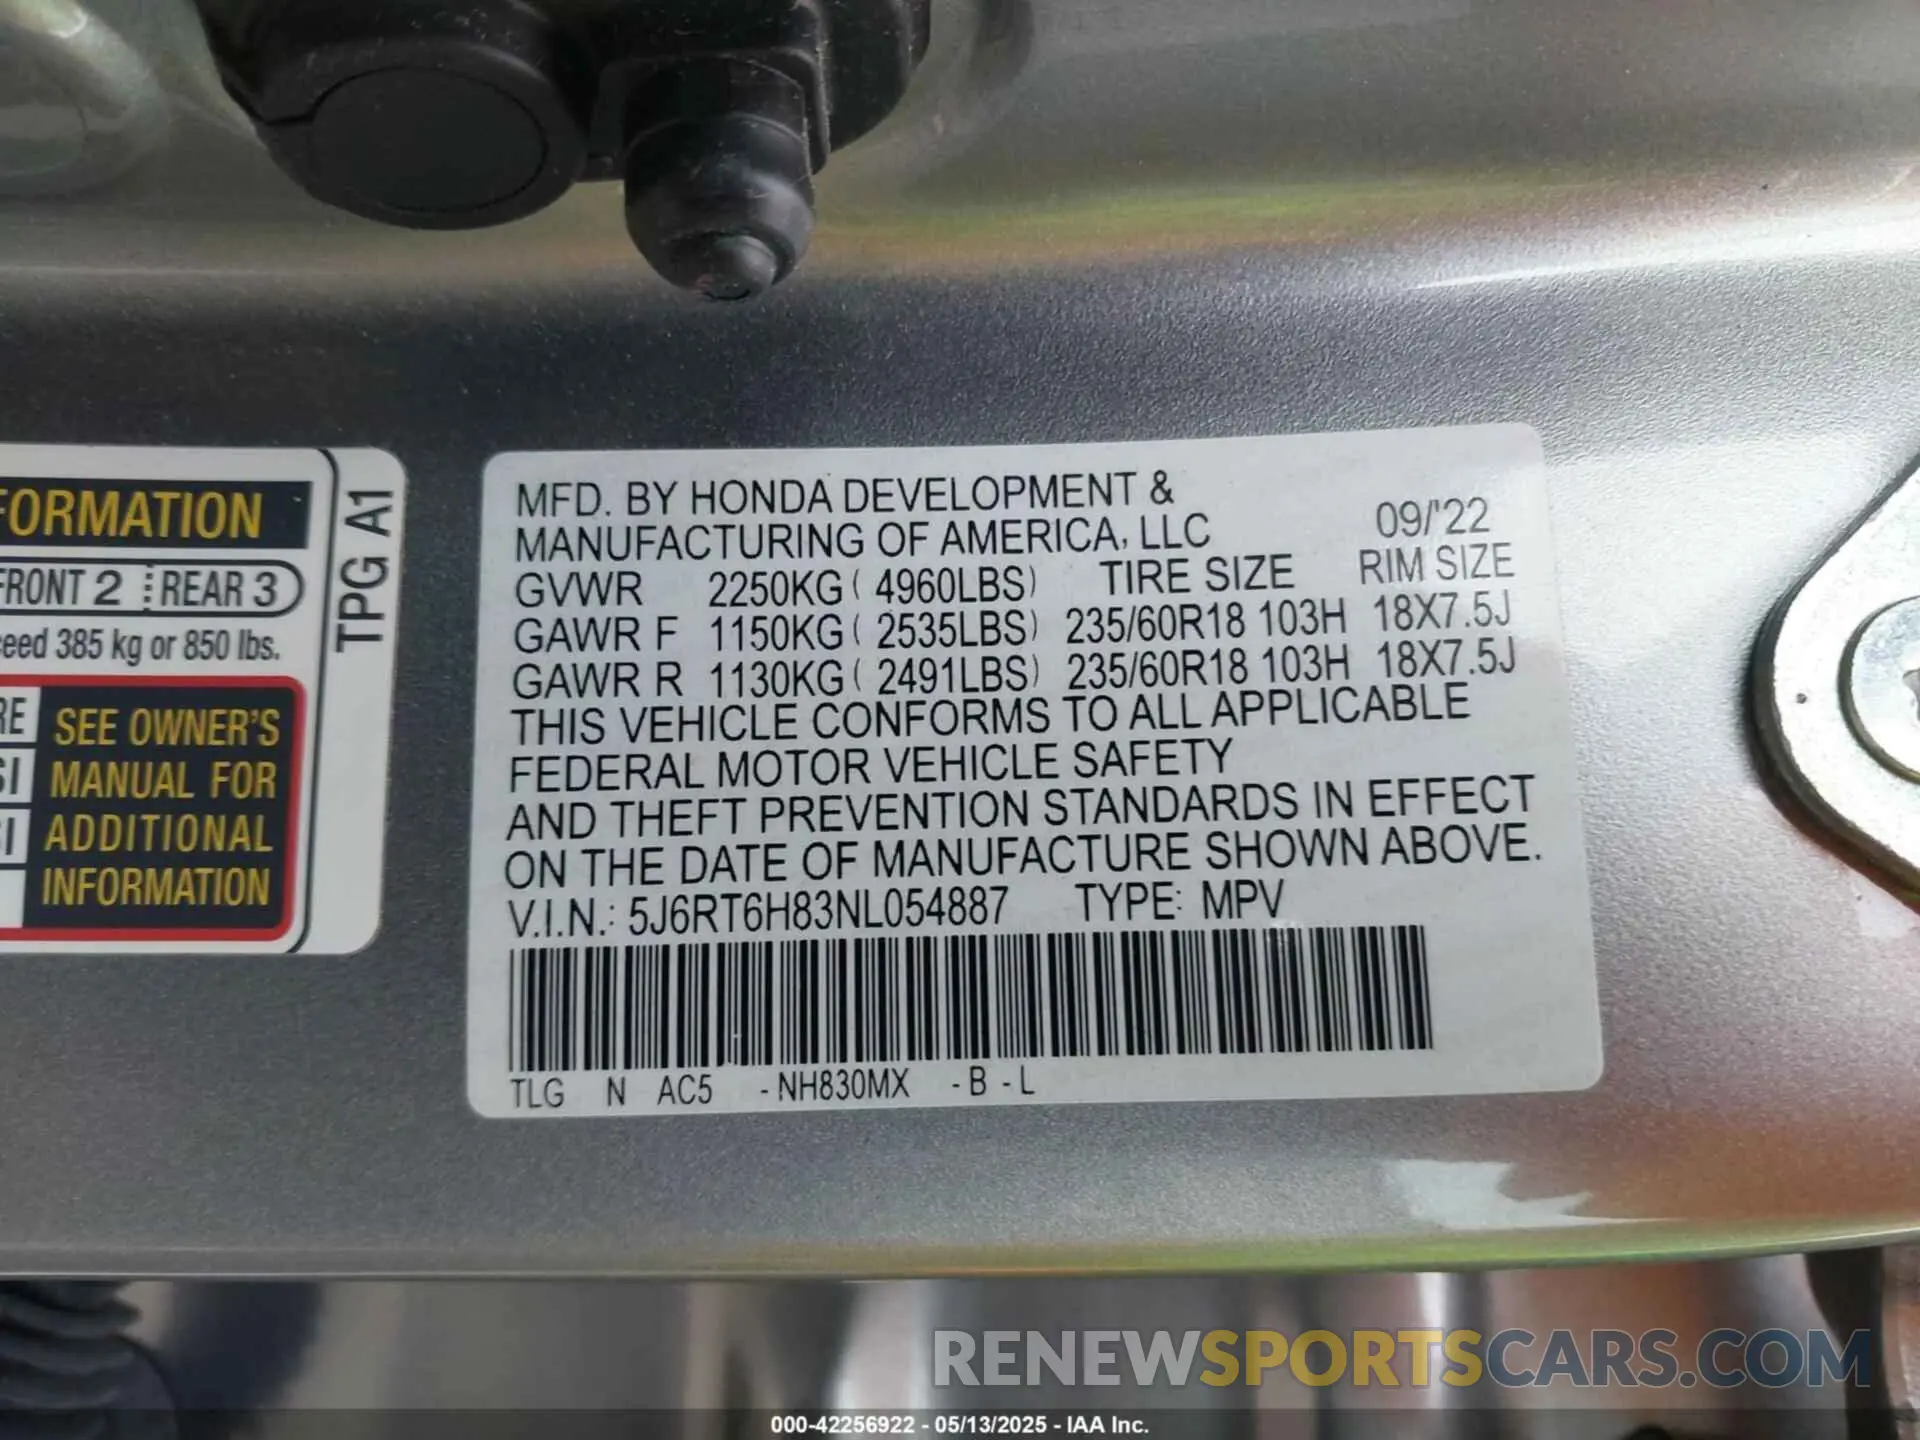 FORMATION
FRONT 2 REAR 3
ceed 385 kg or 850 lbs.
RE
SI
SI
SEE OWNER'S
MANUAL FOR
ADDITIONAL
INFORMATION
TPG A1
MFD. BY HONDA DEVELOPMENT &
MANUFACTURING OF AMERICA, LLC 09/'22
GVWR 2250KG ( 4960LBS) TIRE SIZE RIM SIZE
GAWR F 1150KG ( 2535LBS) 235/60R18 103H 18X7.5J
GAWR R 1130KG ( 2491LBS) 235/60R18 103H 18X7.5J
THIS VEHICLE CONFORMS TO ALL APPLICABLE
FEDERAL MOTOR VEHICLE SAFETY
AND THEFT PREVENTION STANDARDS IN EFFECT
ON THE DATE OF MANUFACTURE SHOWN ABOVE.
V.I.N.: 5J6RT6H83NL054887 TYPE: MPV
TLG N AC5 -NH830MX -B -L
RENEWSPORTSCARS.COM
000-42256922 - 05/13/2025 - IAA Inc.